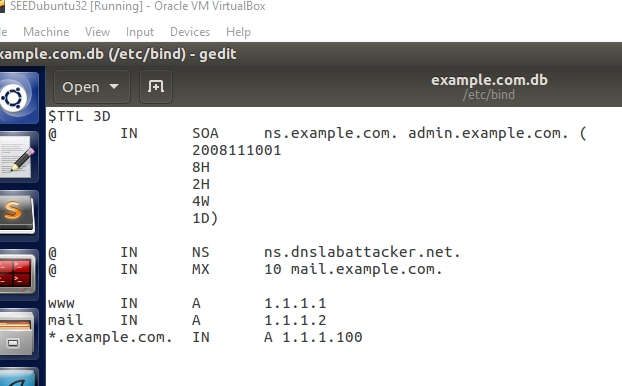 SEEDubuntu32 [Running] - Oracle VM VirtualBox
Machine View Input Devices Help
xample.com.db (/etc/bind) - gedit
Open
example.com.db
/etc/bind
$TTL 3D
@ IN SOA ns.example.com. admin.example.com. (
2008111001
8H
2H
4W
1D)
@ IN NS ns.dnslabattacker.net.
@ IN MX 10 mail.example.com.
www IN A 1.1.1.1
mail IN A 1.1.1.2
*.example.com. IN A 1.1.1.100